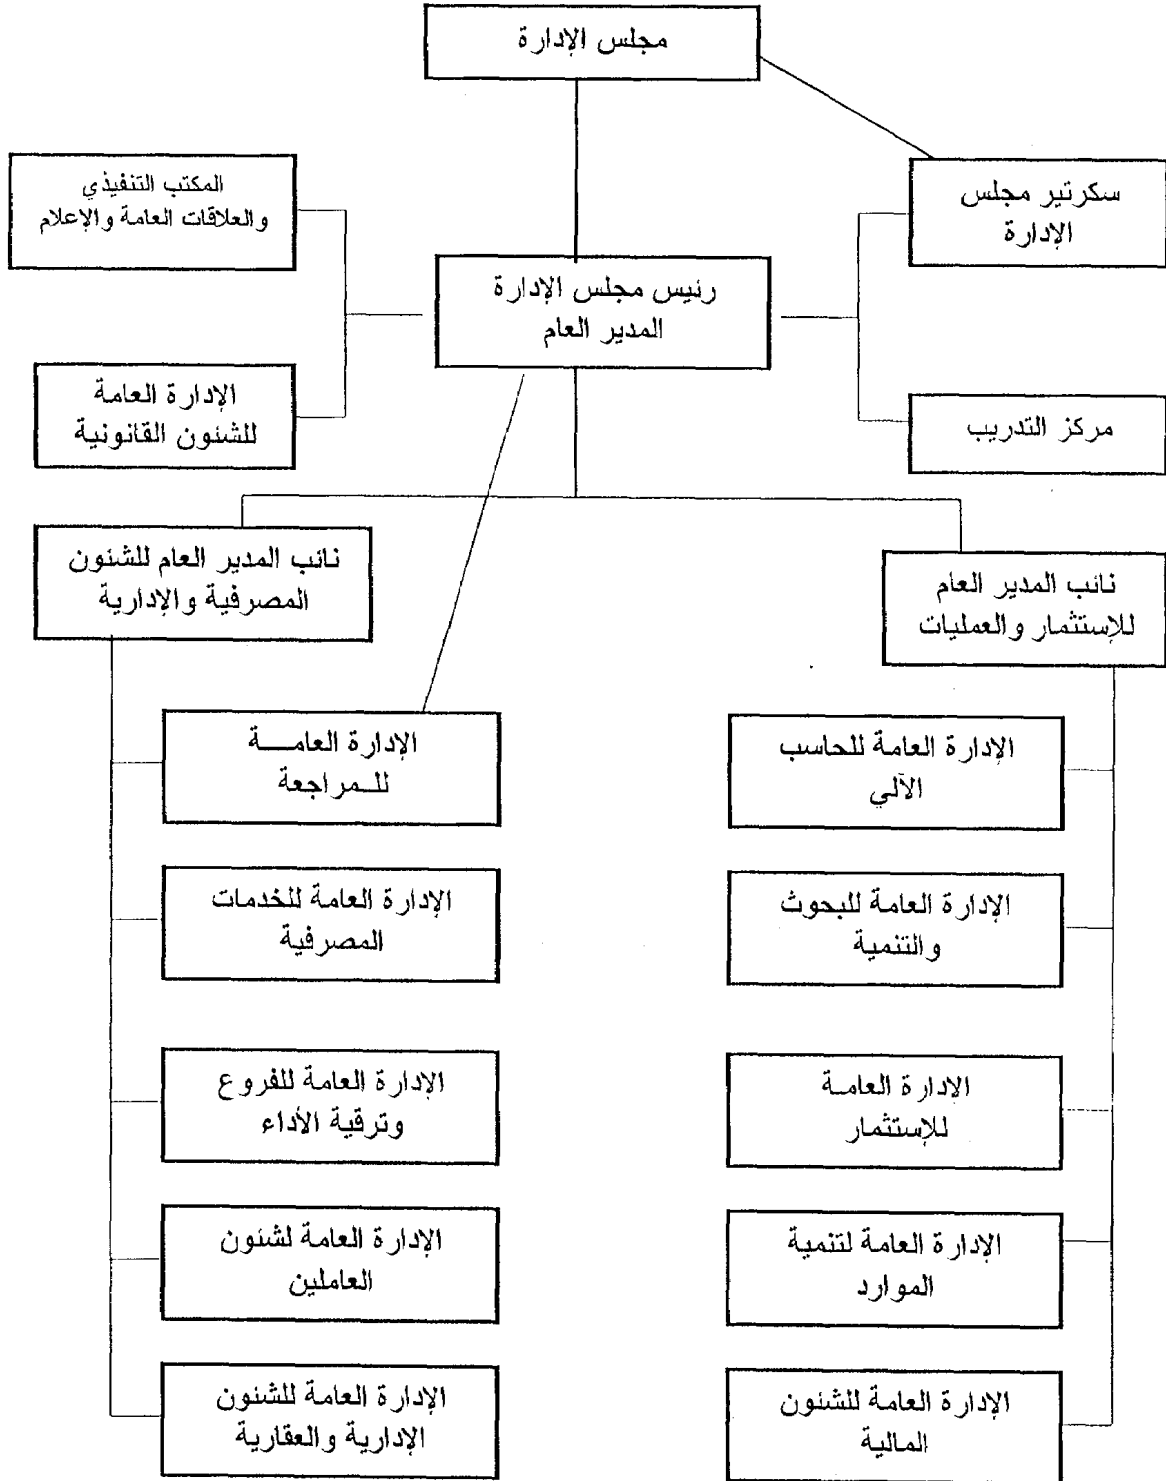 مجلس الإدارة
سكرتير مجلس
الإدارة
المكتب التنفيذي
والعلاقات العامة والإعلام
رئيس مجلس الإدارة
المدير العام
مركز التدريب
الإدارة العامة
للشئون القانونية
نائب المدير العام
للإستثمار والعمليات
نائب المدير العام للشئون
المصرفية والإدارية
الإدارة العامة للحاسب
الآلي
الإدارة العامـــة
للــمراجعة
الإدارة العامة للبحوث
والتنمية
الإدارة العامة للخدمات
المصرفية
الإدارة العامة
للإستثمار
الإدارة العامة للفروع
وترقية الأداء
الإدارة العامة لتنمية
الموارد
الإدارة العامة لشئون
العاملين
الإدارة العامة للشئون
المالية
الإدارة العامة للشئون
الإدارية والعقارية